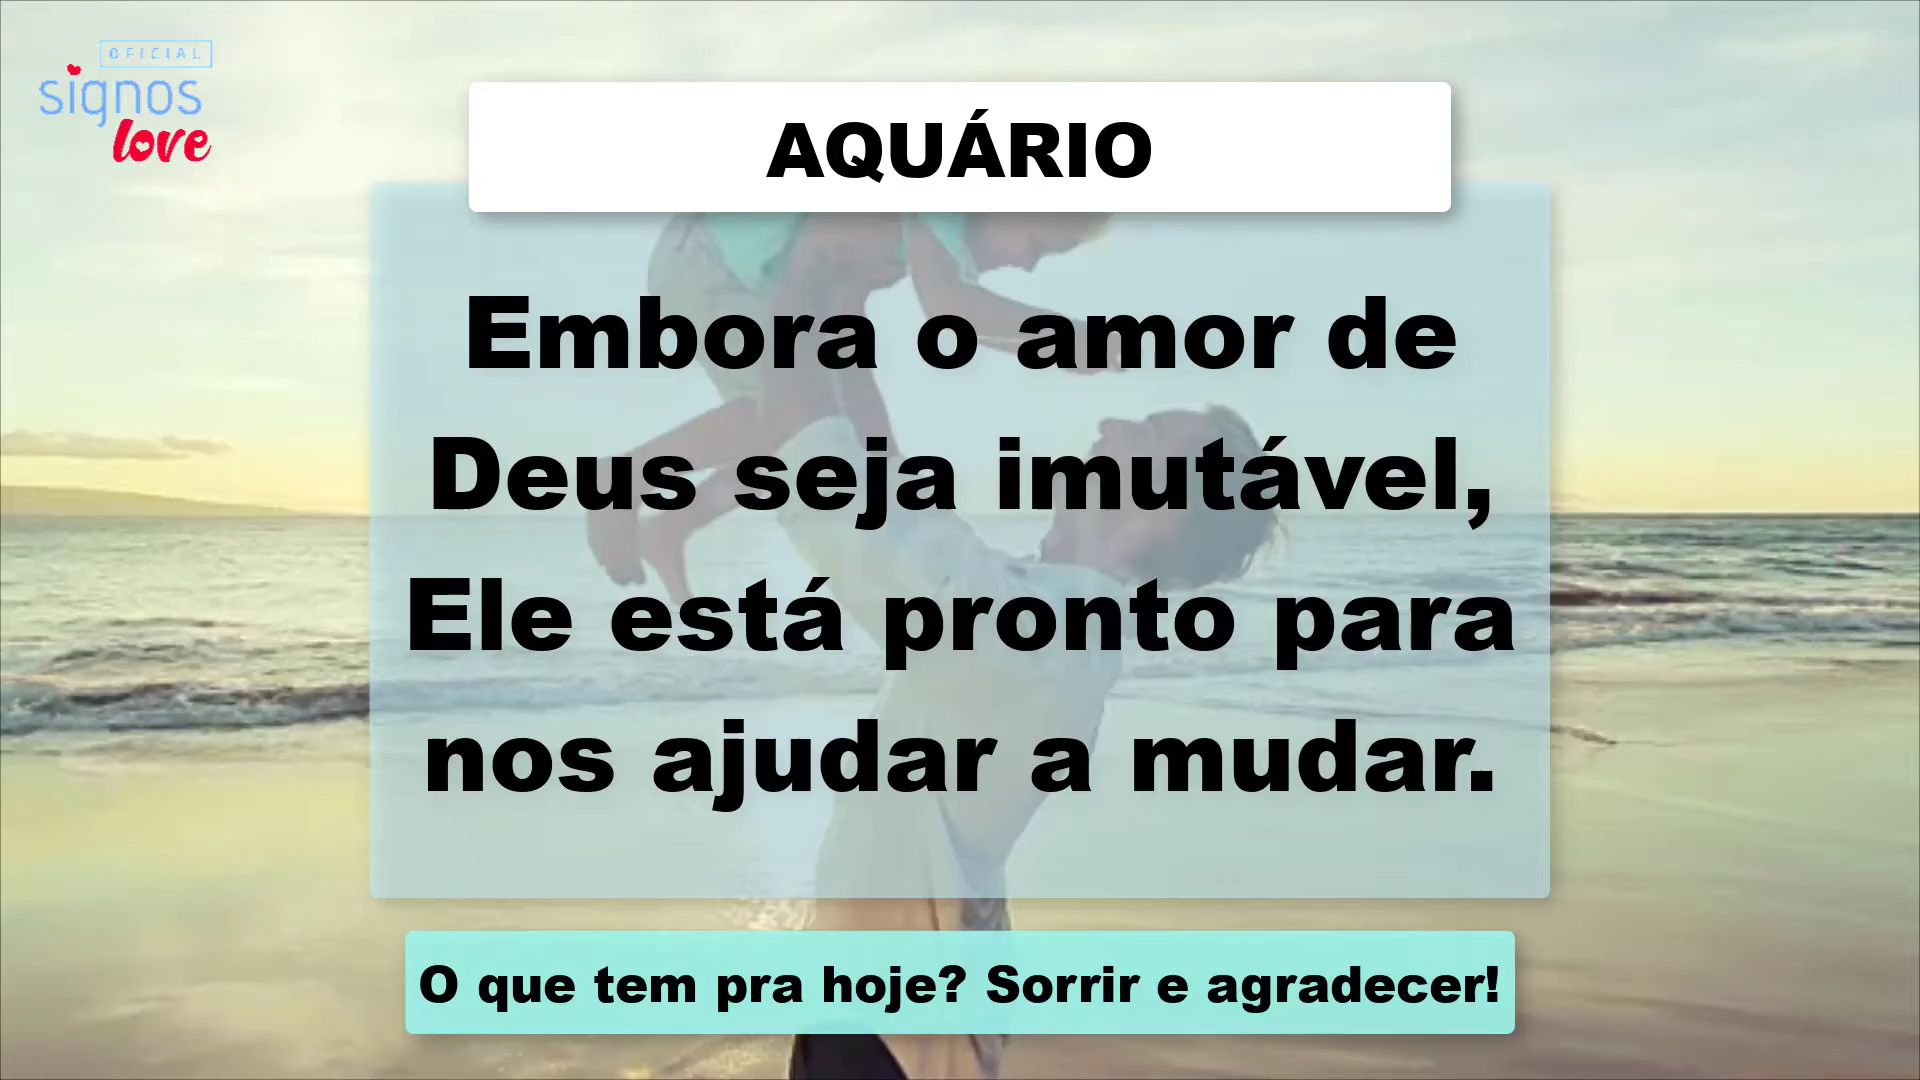 OFICIAL
signos
love
AQUÁRIO
Embora o amor de
Deus seja imutável,
Ele está pronto para
nos ajudar a mudar.
O que tem pra hoje? Sorrir e agradecer!